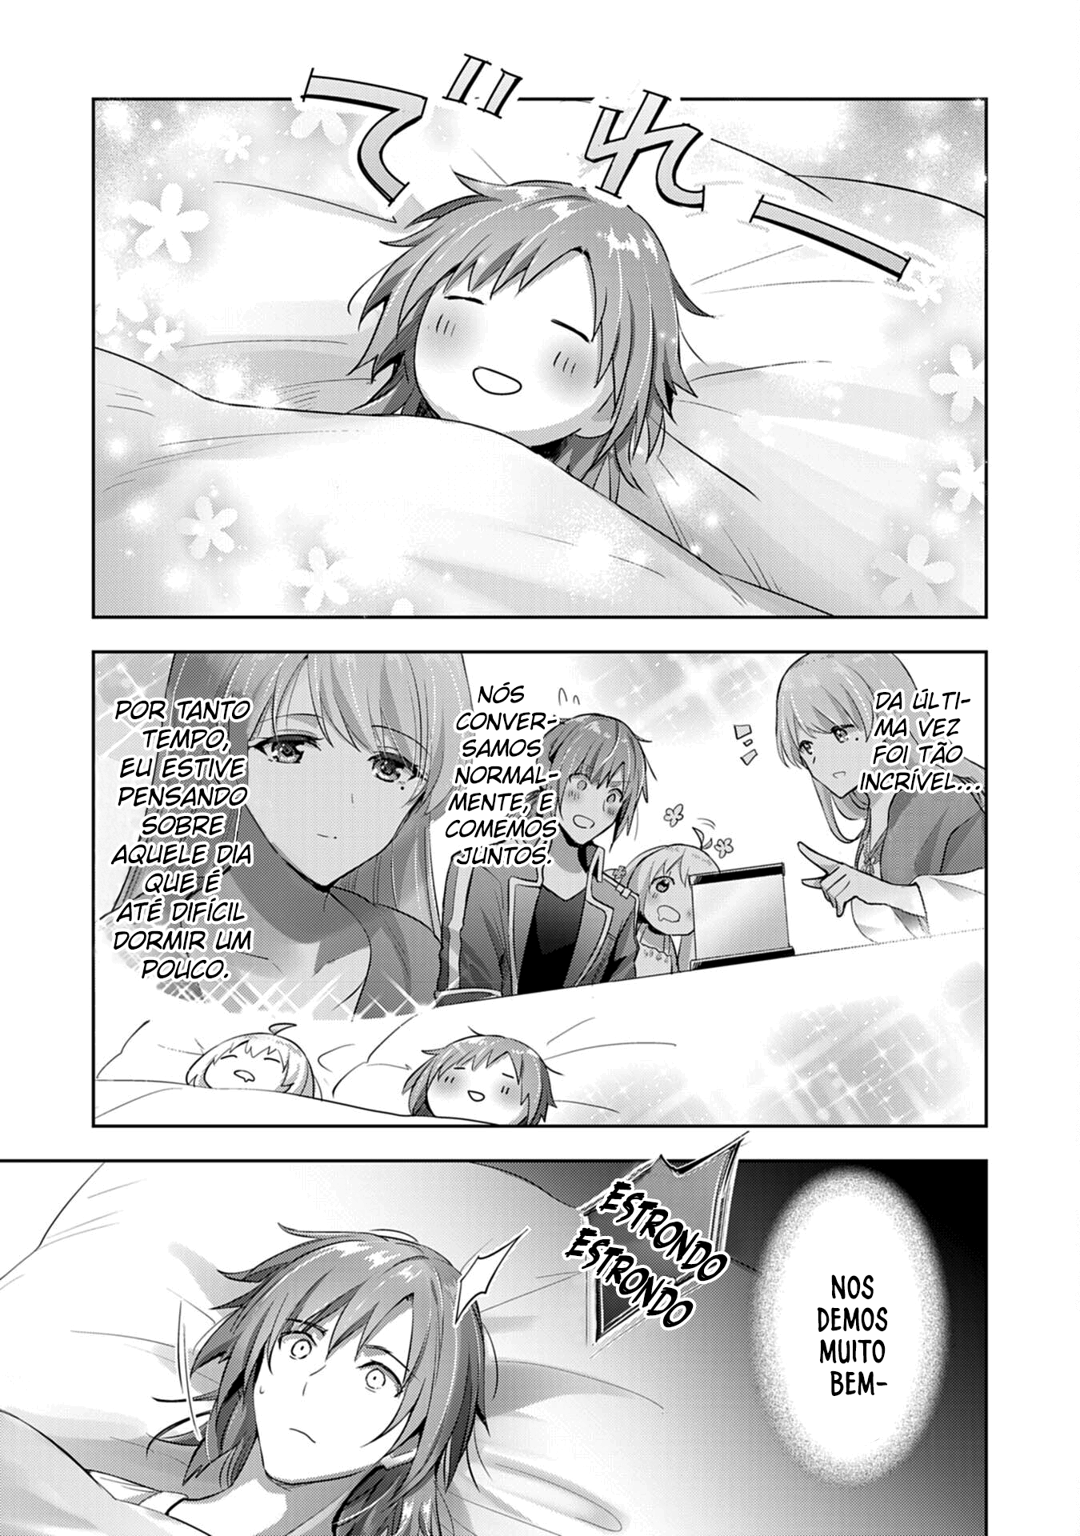 でれー
DA ÚLTI-
MA VEZ
FOI TÃO
INCRÍVEL...
NÓS
CONVER-
SAMOS
NORMAL-
MENTE, E
COMEMOS
JUNTOS.
POR TANTO
TEMPO,
EU ESTIVE
PENSANDO
SOBRE
AQUELE DIA
QUE É
ATÉ DIFÍCIL
DORMIR UM
POUCO.
NOS
DEMOS
MUITO
BEM-
ESTRONDO
ESTRONDO